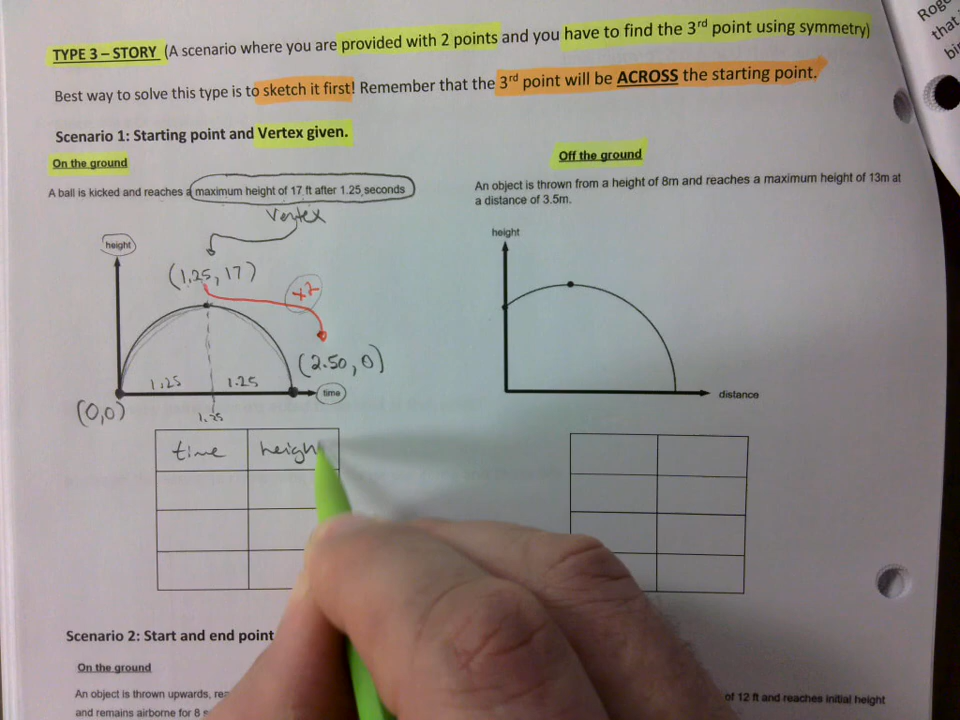 TYPE 3 – STORY (A scenario where you are provided with 2 points and you have to find the 3rd point using symmetry)
Best way to solve this type is to sketch it first! Remember that the 3rd point will be ACROSS the starting point.
Scenario 1: Starting point and Vertex given.
On the ground
A ball is kicked and reaches a maximum height of 17 ft after 1.25 seconds
Vertex
height
(1.25, 17)
x2
(2.50, 0)
1.25 1.25
time
(0,0)
1.25
time height
Off the ground
An object is thrown from a height of 8m and reaches a maximum height of 13m at
a distance of 3.5m.
height
distance
Scenario 2: Start and end point
On the ground
An object is thrown upwards,
and remains airborne for 8
of 12 ft and reaches initial height
that